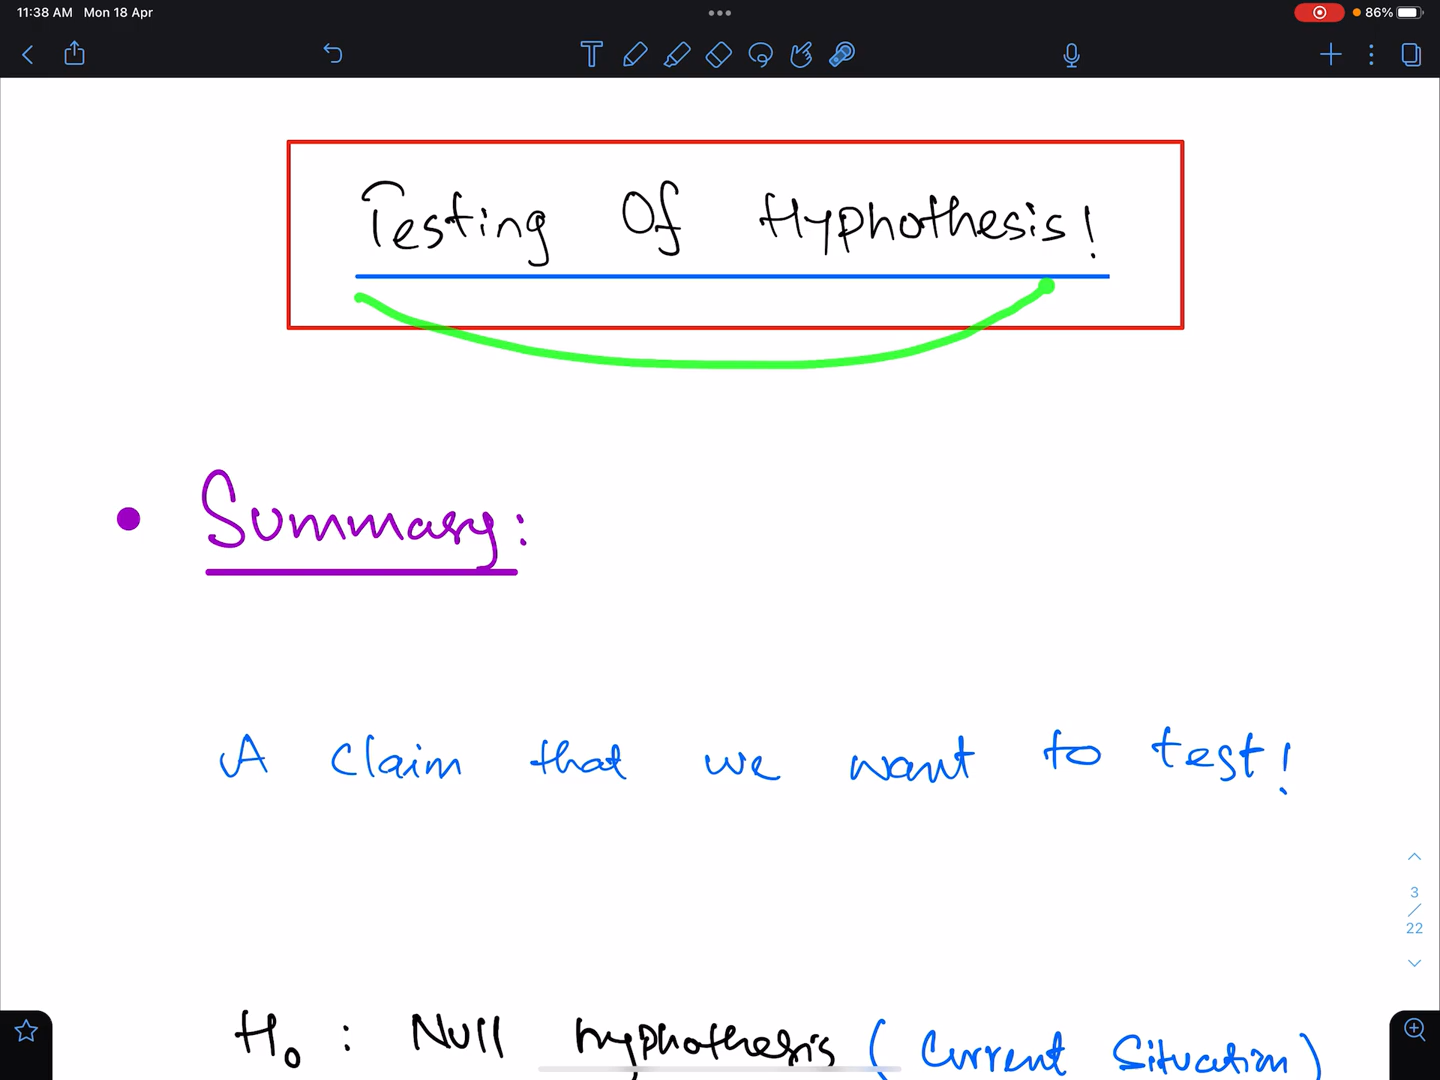 11:38 AM Mon 18 Apr
86%
Testing Of Hyphothesis!
Summary:
A claim that we want to test!
3
/
22
H₀ : Null hyphothesis (Current Situation)